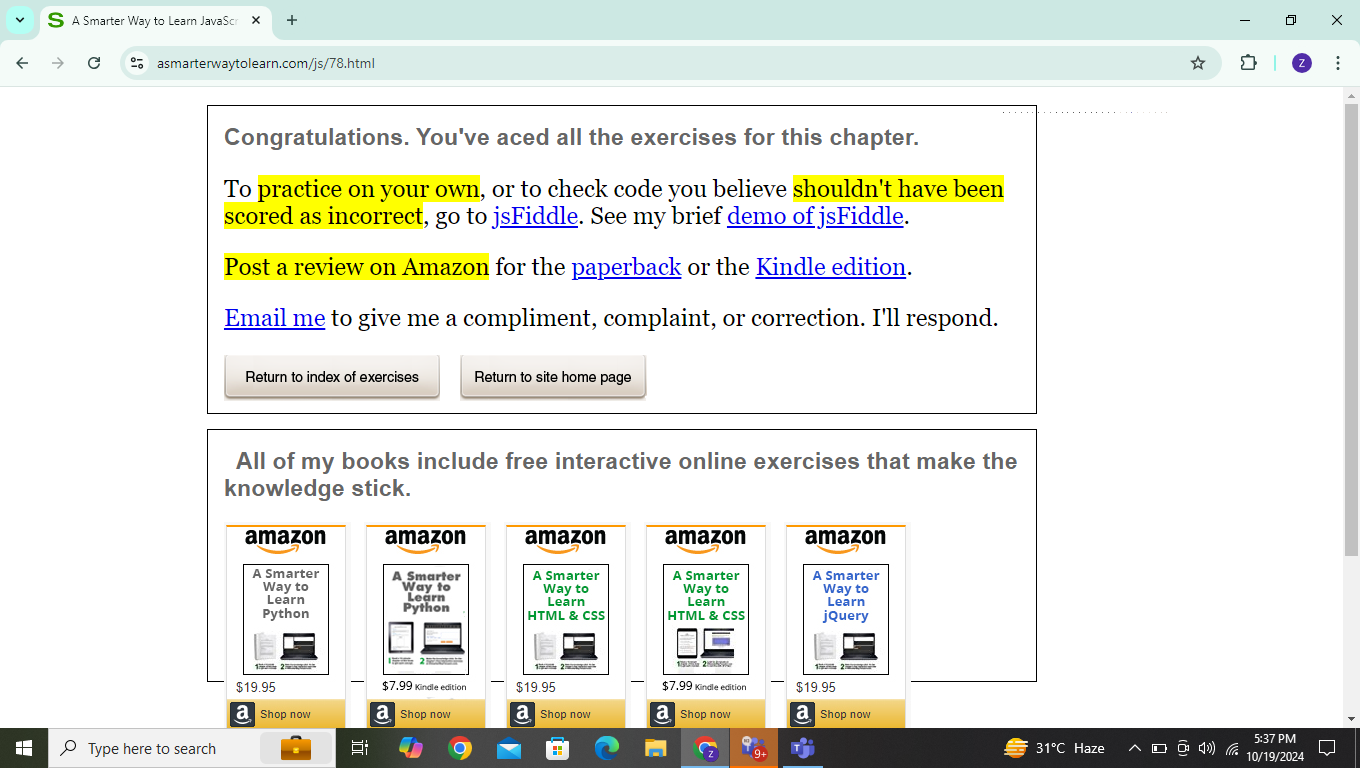 A Smarter Way to Learn JavaScr
asmarterwaytolearn.com/js/78.html
Z
Congratulations. You've aced all the exercises for this chapter.
To practice on your own, or to check code you believe shouldn't have been
scored as incorrect, go to jsFiddle. See my brief demo of jsFiddle.
Post a review on Amazon for the paperback or the Kindle edition.
Email me to give me a compliment, complaint, or correction. I'll respond.
Return to index of exercises
Return to site home page
All of my books include free interactive online exercises that make the
knowledge stick.
amazon
A Smarter
Way to
Learn
Python
$19.95
Shop now
amazon
A Smarter
Way to
Learn
Python
$7.99 Kindle edition
Shop now
amazon
A Smarter
Way to
Learn
HTML & CSS
$19.95
Shop now
amazon
A Smarter
Way to
Learn
HTML & CSS
$7.99 Kindle edition
Shop now
amazon
A Smarter
Way to
Learn
jQuery
$19.95
Shop now
Type here to search
9+
31°C Haze
5:37 PM
10/19/2024